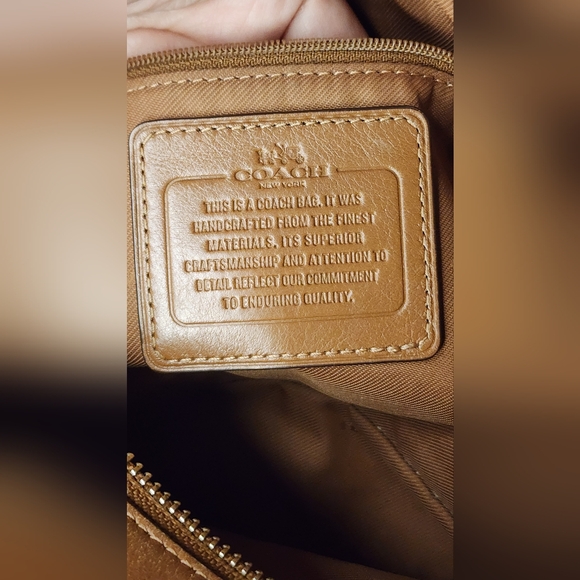 COACH
NEW YORK
THIS IS A COACH BAG. IT WAS
HANDCRAFTED FROM THE FINEST
MATERIALS. ITS SUPERIOR
CRAFTSMANSHIP AND ATTENTION TO
DETAIL REFLECT OUR COMMITMENT
TO ENDURING QUALITY.